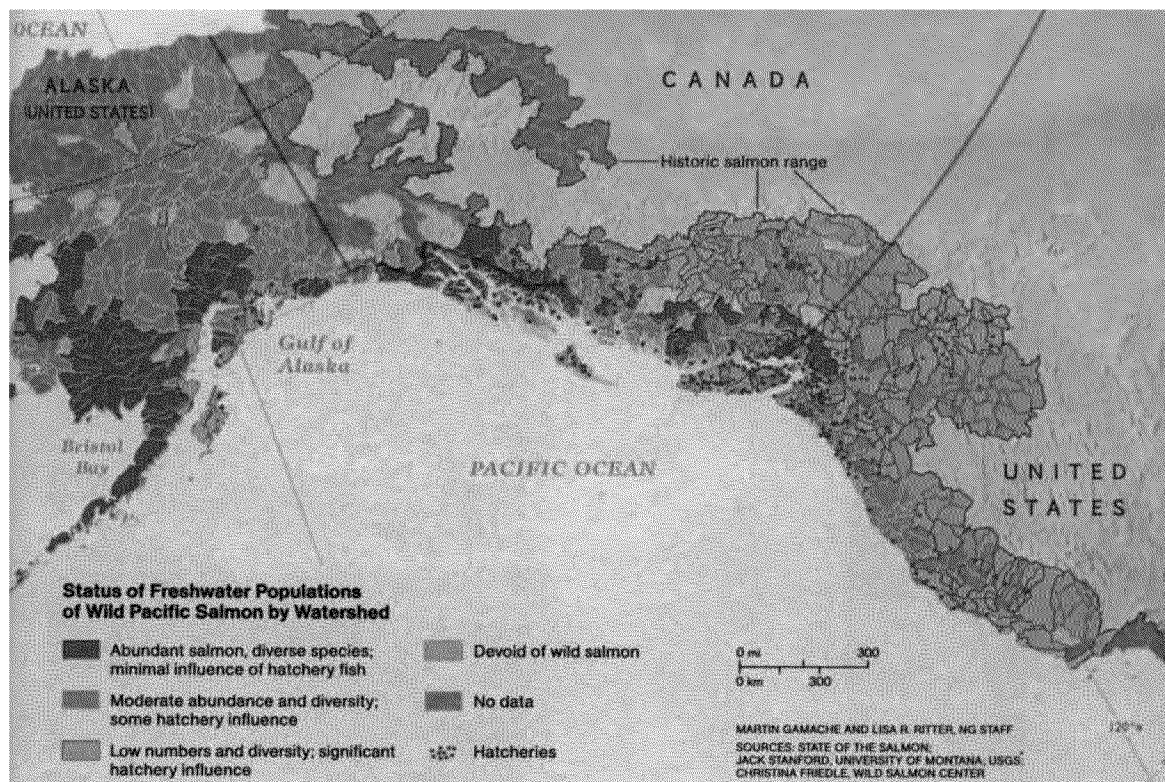 OCEAN
ALASKA
(UNITED STATES)
CANADA
Historic salmon range
Gulf of
Alaska
Bristol
Bay
PACIFIC OCEAN
UNITED
STATES
Status of Freshwater Populations
of Wild Pacific Salmon by Watershed
Abundant salmon, diverse species;
minimal influence of hatchery fish
Moderate abundance and diversity;
some hatchery influence
Low numbers and diversity; significant
hatchery influence
Devoid of wild salmon
No data
Hatcheries
0 mi 300
0 km 300
MARTIN GAMACHE AND LISA R. RITTER, NG STAFF
SOURCES: STATE OF THE SALMON;
JACK STANFORD, UNIVERSITY OF MONTANA; USGS;
CHRISTINA FRIEDLE, WILD SALMON CENTER